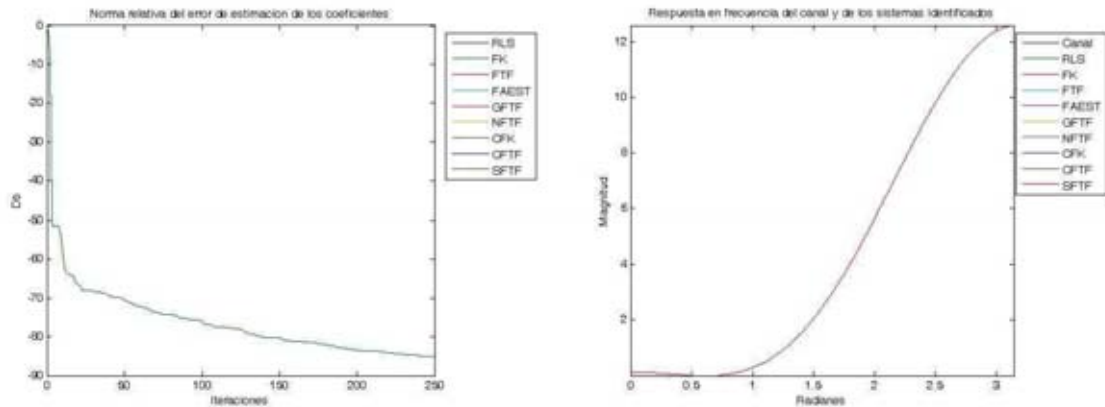 Norma relativa del error de estimacion de los coeficientes
0
-10
-20
-30
-40
-50
-60
-70
-80
-90
Db
0
50
100
150
200
250
Iteraciones
RLS
FK
FTF
FAEST
GFTF
NFTF
CFK
CFTF
SFTF
Respuesta en frecuencia del canal y de los sistemas Identificados
12
10
8
6
4
2
Magnitud
0
0.5
1
1.5
2
2.5
3
Radianes
Canal
RLS
FK
FTF
FAEST
GFTF
NFTF
CFK
CFTF
SFTF